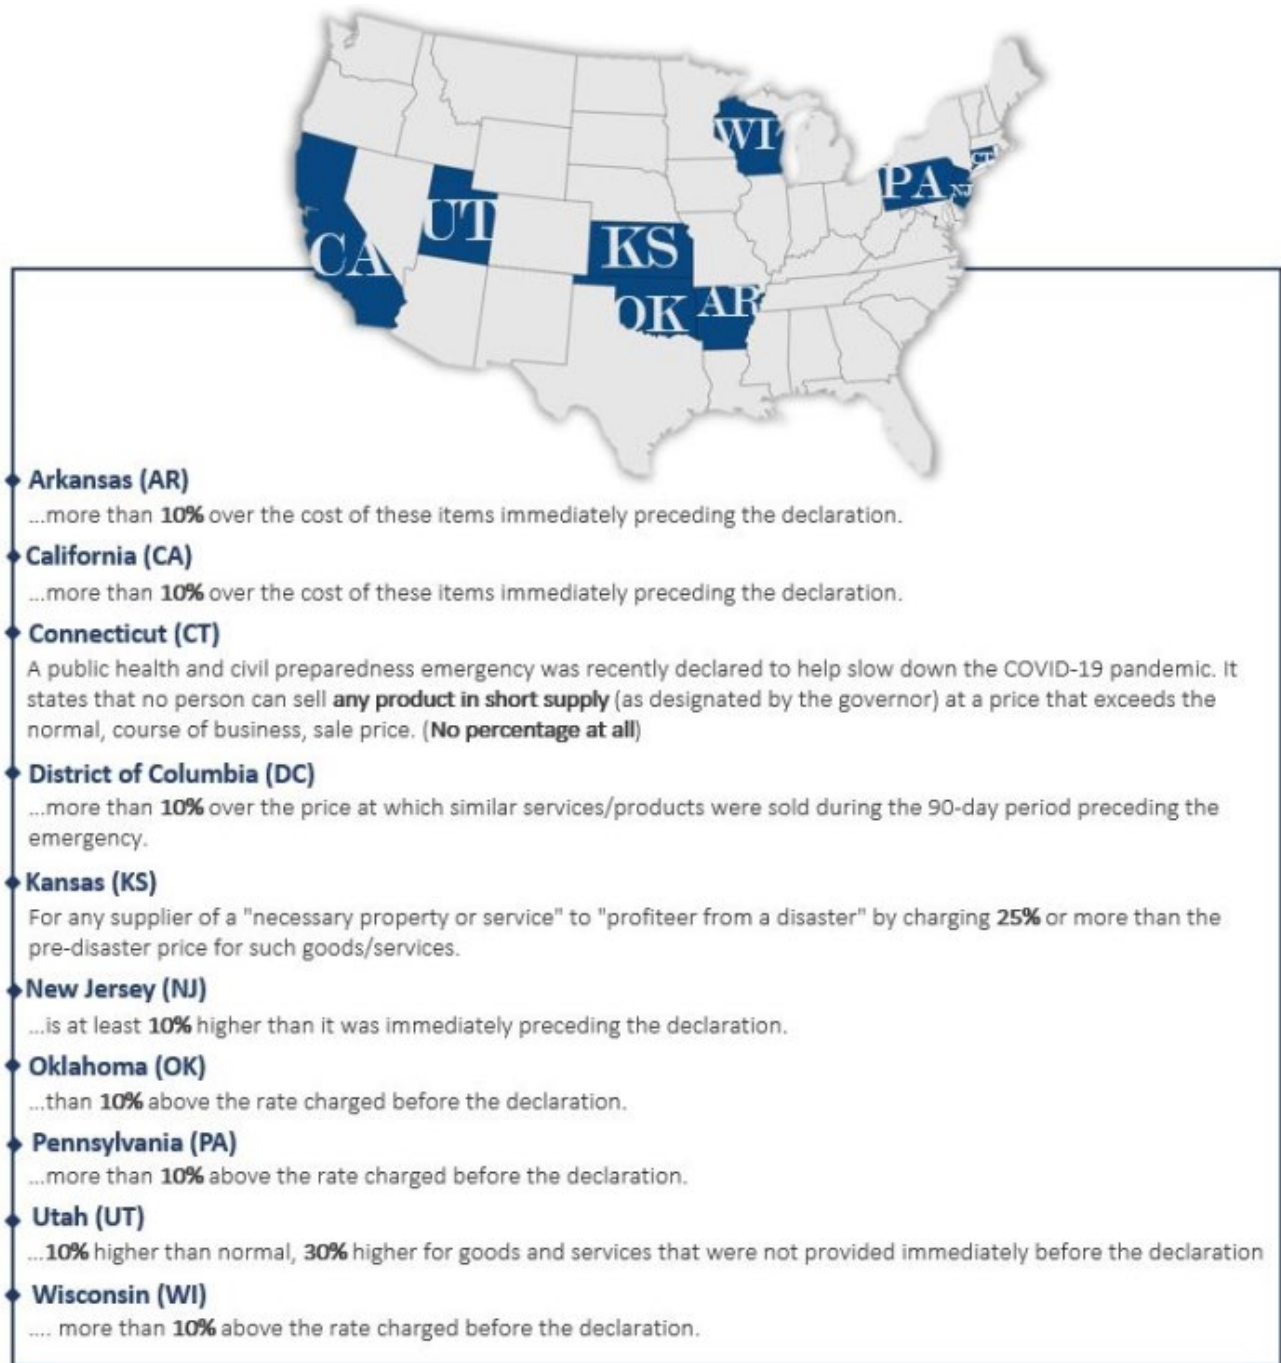 WI
PA
CT
NJ
UT
CA
KS
OK
AR
Arkansas (AR)
...more than 10% over the cost of these items immediately preceding the declaration.
California (CA)
...more than 10% over the cost of these items immediately preceding the declaration.
Connecticut (CT)
A public health and civil preparedness emergency was recently declared to help slow down the COVID-19 pandemic. It
states that no person can sell any product in short supply (as designated by the governor) at a price that exceeds the
normal, course of business, sale price. (No percentage at all)
District of Columbia (DC)
...more than 10% over the price at which similar services/products were sold during the 90-day period preceding the
emergency.
Kansas (KS)
For any supplier of a "necessary property or service" to "profiteer from a disaster" by charging 25% or more than the
pre-disaster price for such goods/services.
New Jersey (NJ)
...is at least 10% higher than it was immediately preceding the declaration.
Oklahoma (OK)
...than 10% above the rate charged before the declaration.
Pennsylvania (PA)
...more than 10% above the rate charged before the declaration.
Utah (UT)
...10% higher than normal, 30% higher for goods and services that were not provided immediately before the declaration
Wisconsin (WI)
.... more than 10% above the rate charged before the declaration.